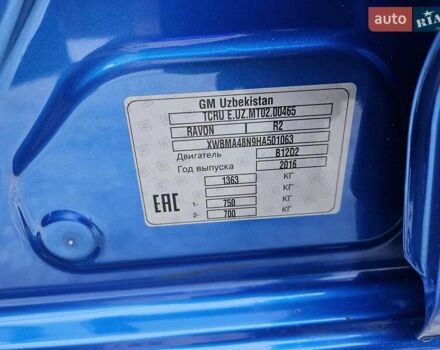 AUTO RIA
GM Uzbekistan
TCRU E.UZ.MT02.00465
RAVON R2
XWBMA48N9HA501063
Двигатель B12D2
Год выпуска 2016
1363 КГ
КГ
EAC 1- 750 КГ
2- 700 КГ